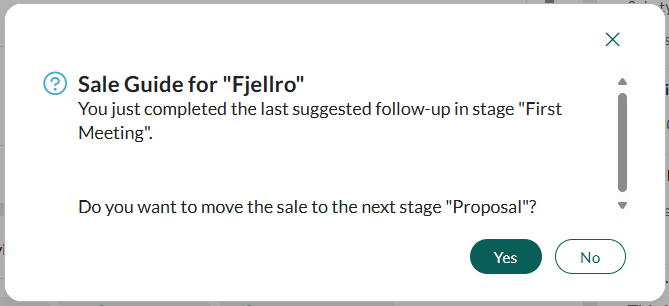 Sale Guide for "Fjellro"
You just completed the last suggested follow-up in stage "First
Meeting".
Do you want to move the sale to the next stage "Proposal"?
Yes
No